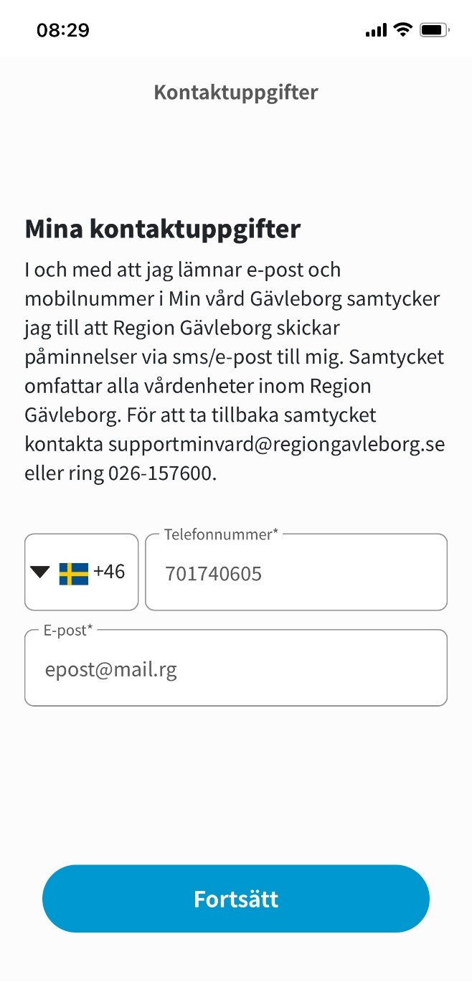 08:29
Kontaktuppgifter
Mina kontaktuppgifter
I och med att jag lämnar e-post och
mobilnummer i Min vård Gävleborg samtycker
jag till att Region Gävleborg skickar
påminnelser via sms/e-post till mig. Samtycket
omfattar alla vårdenheter inom Region
Gävleborg. För att ta tillbaka samtycket
kontakta supportminvard@regiongavleborg.se
eller ring 026-157600.
Telefonnummer*
+46 701740605
E-post*
epost@mail.rg
Fortsätt